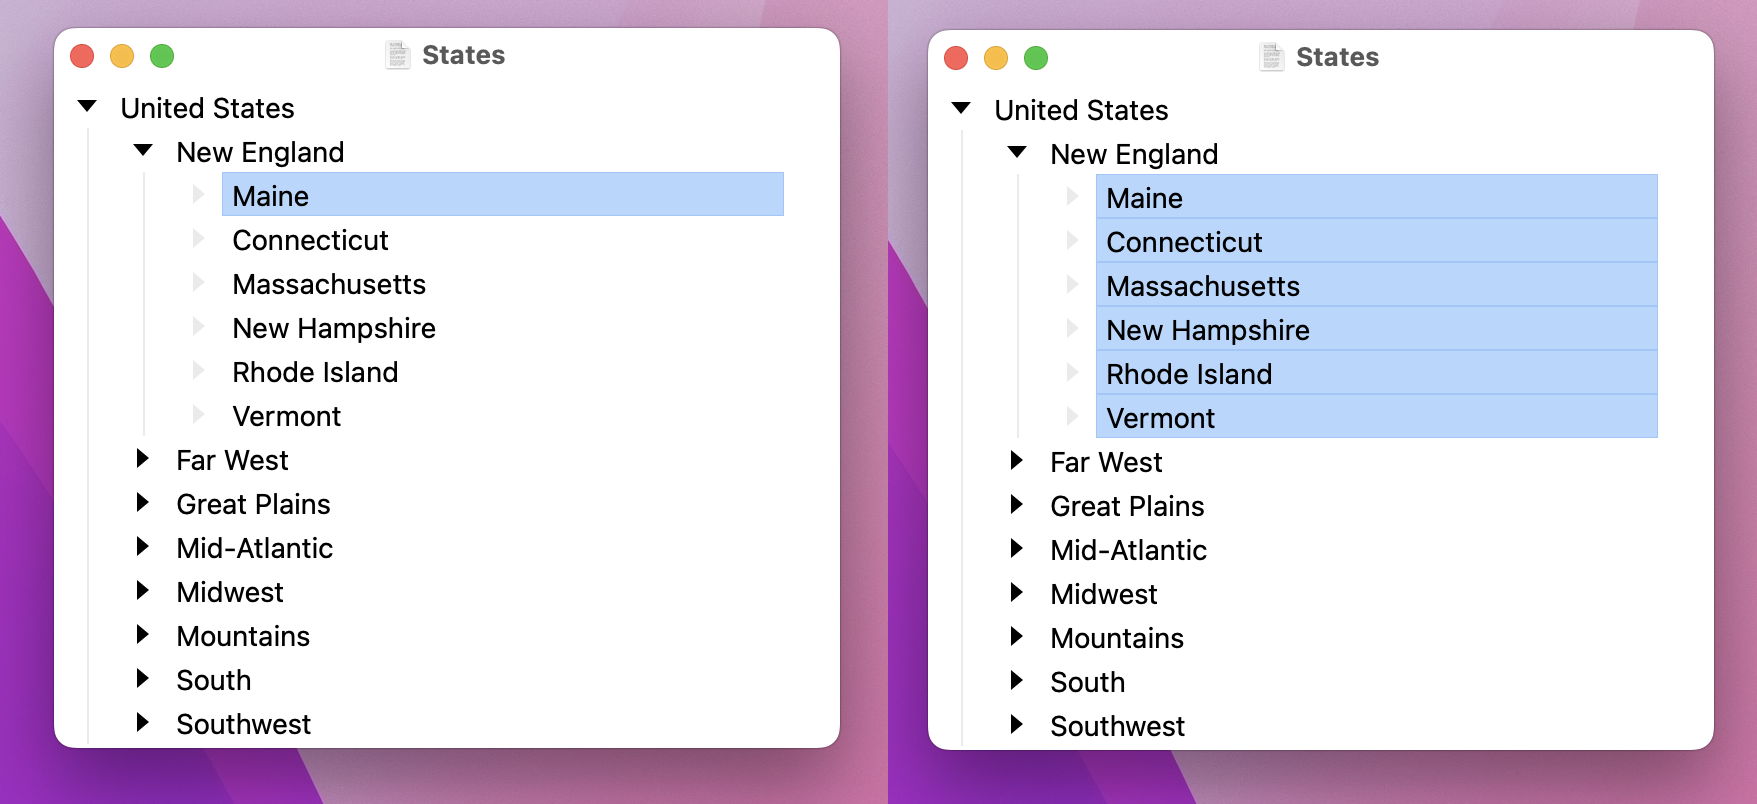 States
United States
New England
Maine
Connecticut
Massachusetts
New Hampshire
Rhode Island
Vermont
Far West
Great Plains
Mid-Atlantic
Midwest
Mountains
South
Southwest
States
United States
New England
Maine
Connecticut
Massachusetts
New Hampshire
Rhode Island
Vermont
Far West
Great Plains
Mid-Atlantic
Midwest
Mountains
South
Southwest